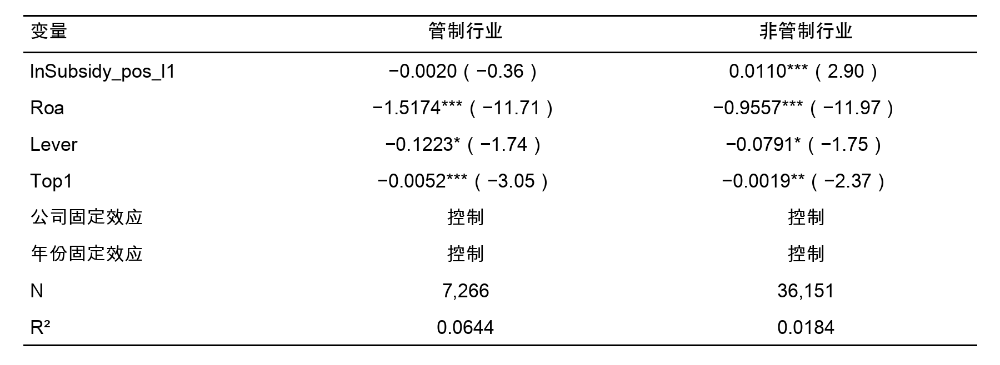 变量 管制行业 非管制行业
lnSubsidy_pos_l1 −0.0020（−0.36） 0.0110***（2.90）
Roa −1.5174***（−11.71） −0.9557***（−11.97）
Lever −0.1223*（−1.74） −0.0791*（−1.75）
Top1 −0.0052***（−3.05） −0.0019**（−2.37）
公司固定效应 控制 控制
年份固定效应 控制 控制
N 7,266 36,151
R² 0.0644 0.0184